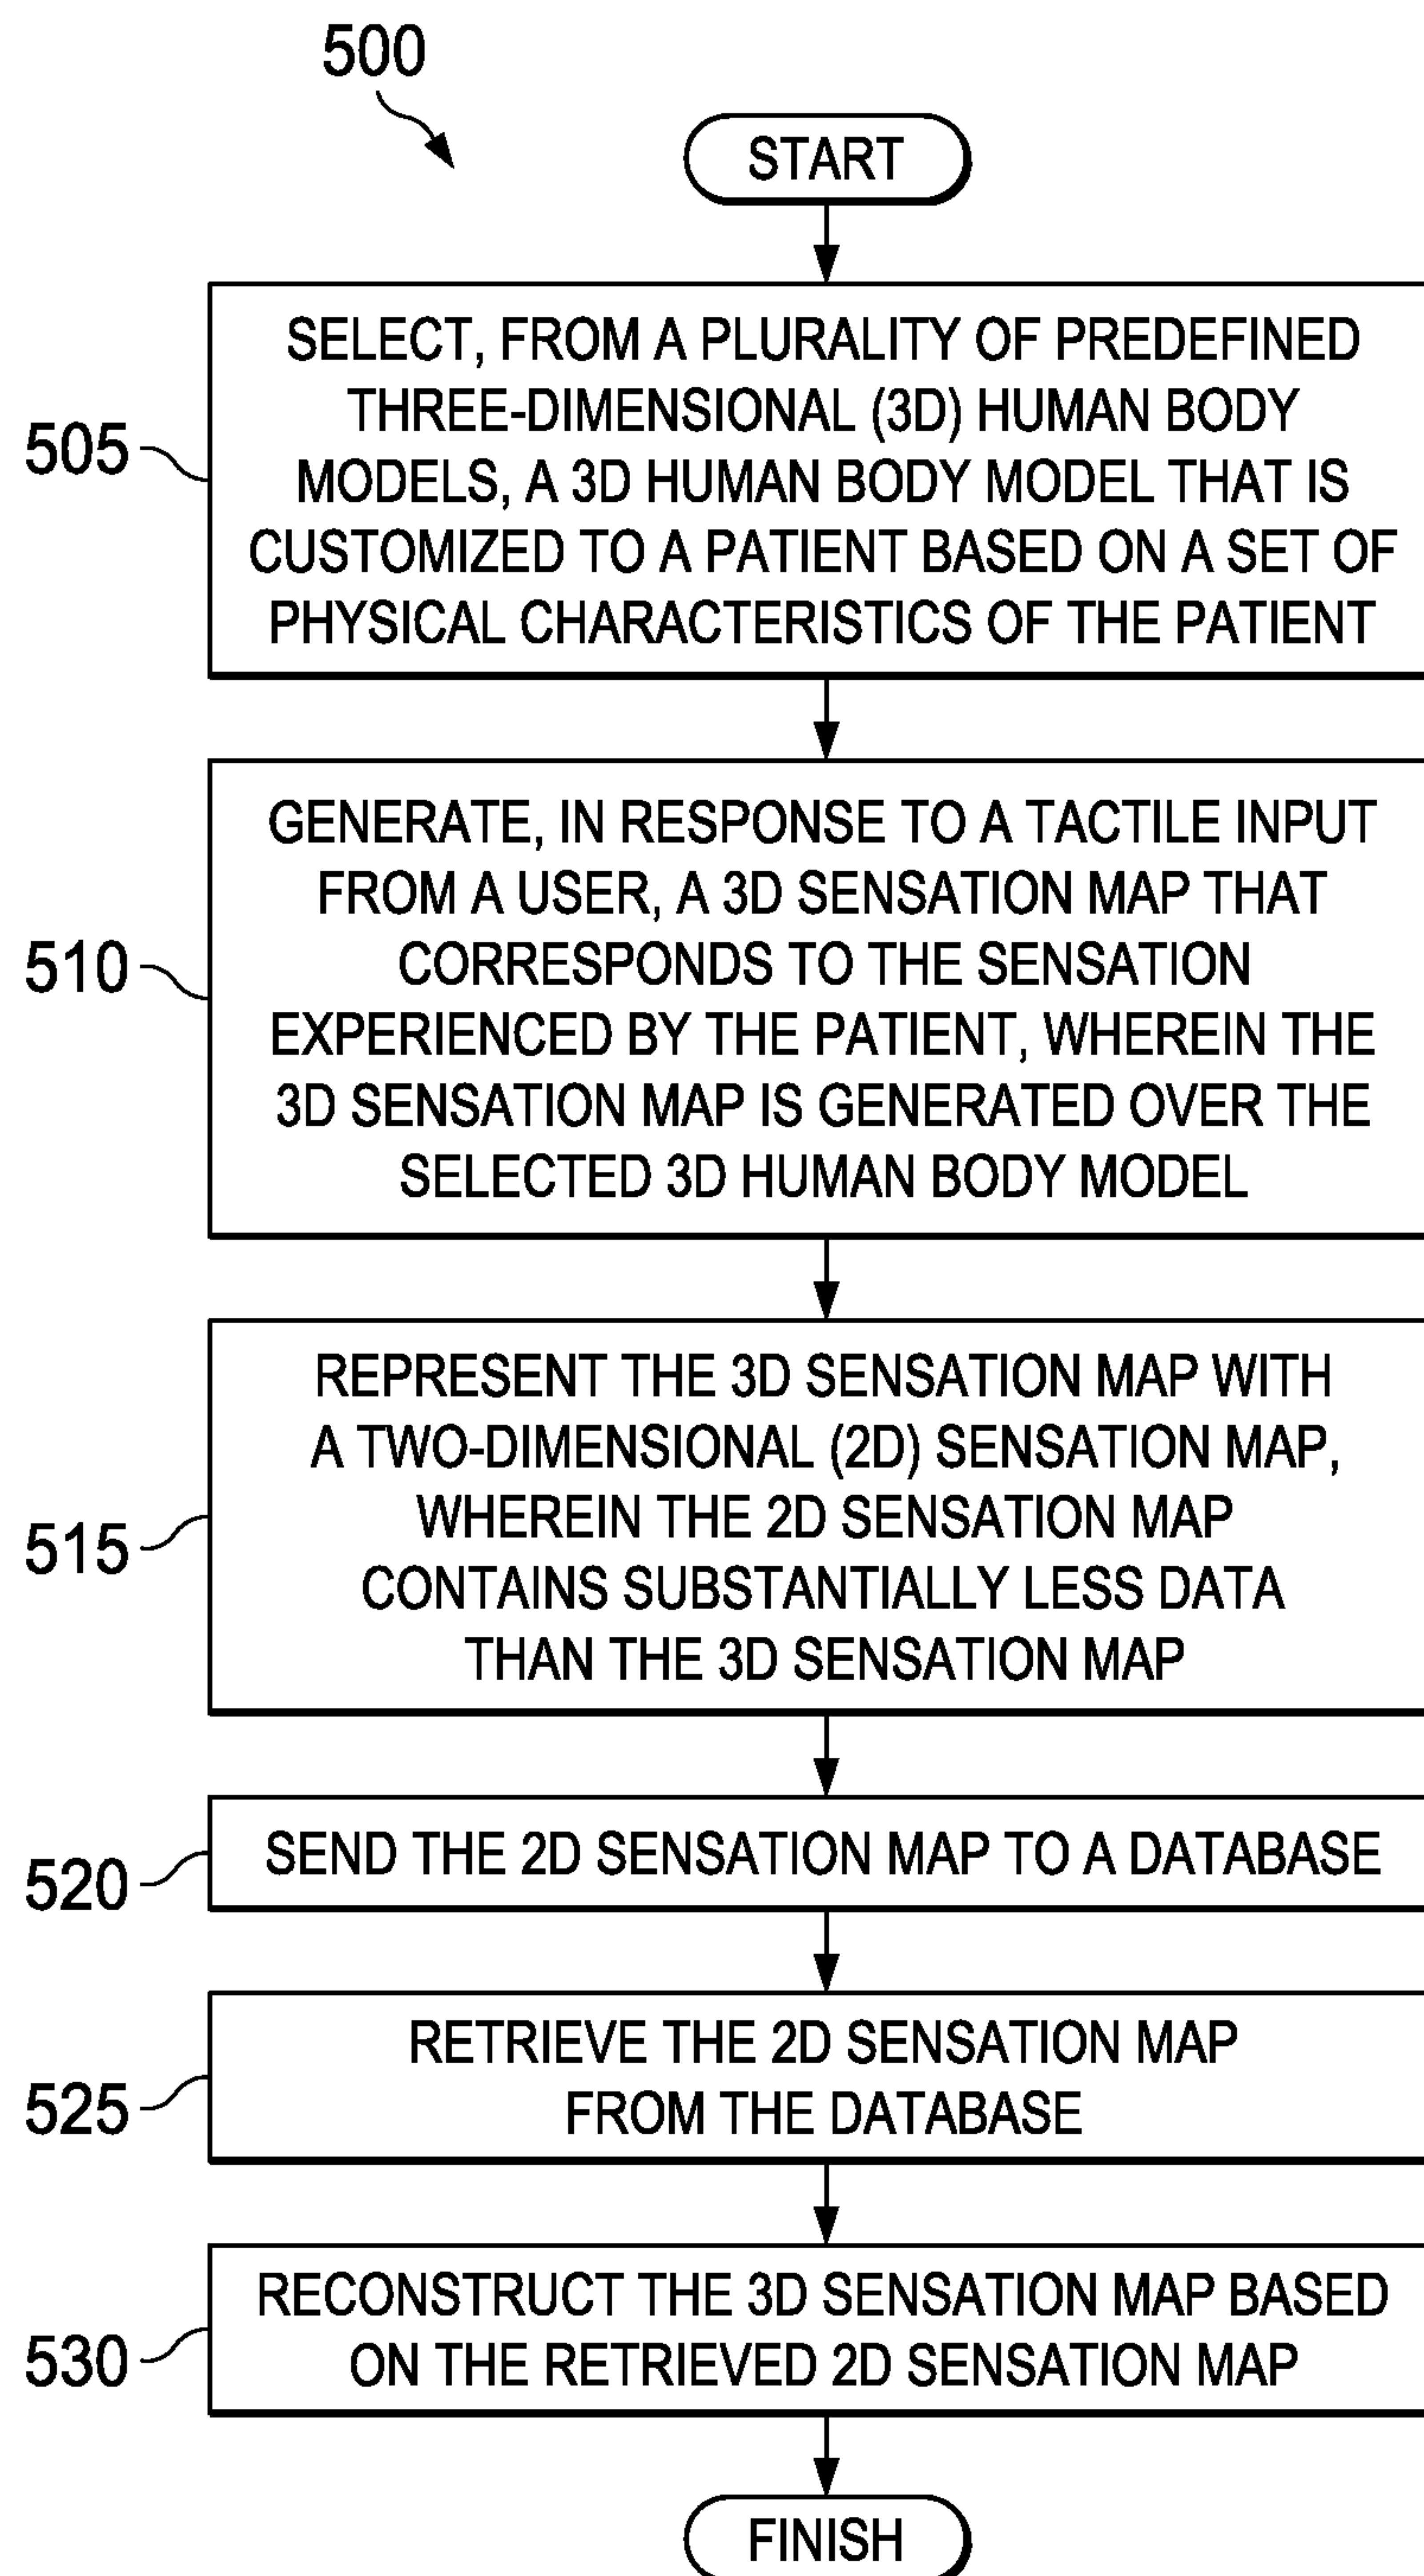 500
START
505
SELECT, FROM A PLURALITY OF PREDEFINED
THREE-DIMENSIONAL (3D) HUMAN BODY
MODELS, A 3D HUMAN BODY MODEL THAT IS
CUSTOMIZED TO A PATIENT BASED ON A SET OF
PHYSICAL CHARACTERISTICS OF THE PATIENT
510
GENERATE, IN RESPONSE TO A TACTILE INPUT
FROM A USER, A 3D SENSATION MAP THAT
CORRESPONDS TO THE SENSATION
EXPERIENCED BY THE PATIENT, WHEREIN THE
3D SENSATION MAP IS GENERATED OVER THE
SELECTED 3D HUMAN BODY MODEL
515
REPRESENT THE 3D SENSATION MAP WITH
A TWO-DIMENSIONAL (2D) SENSATION MAP,
WHEREIN THE 2D SENSATION MAP
CONTAINS SUBSTANTIALLY LESS DATA
THAN THE 3D SENSATION MAP
520
SEND THE 2D SENSATION MAP TO A DATABASE
525
RETRIEVE THE 2D SENSATION MAP
FROM THE DATABASE
530
RECONSTRUCT THE 3D SENSATION MAP BASED
ON THE RETRIEVED 2D SENSATION MAP
FINISH